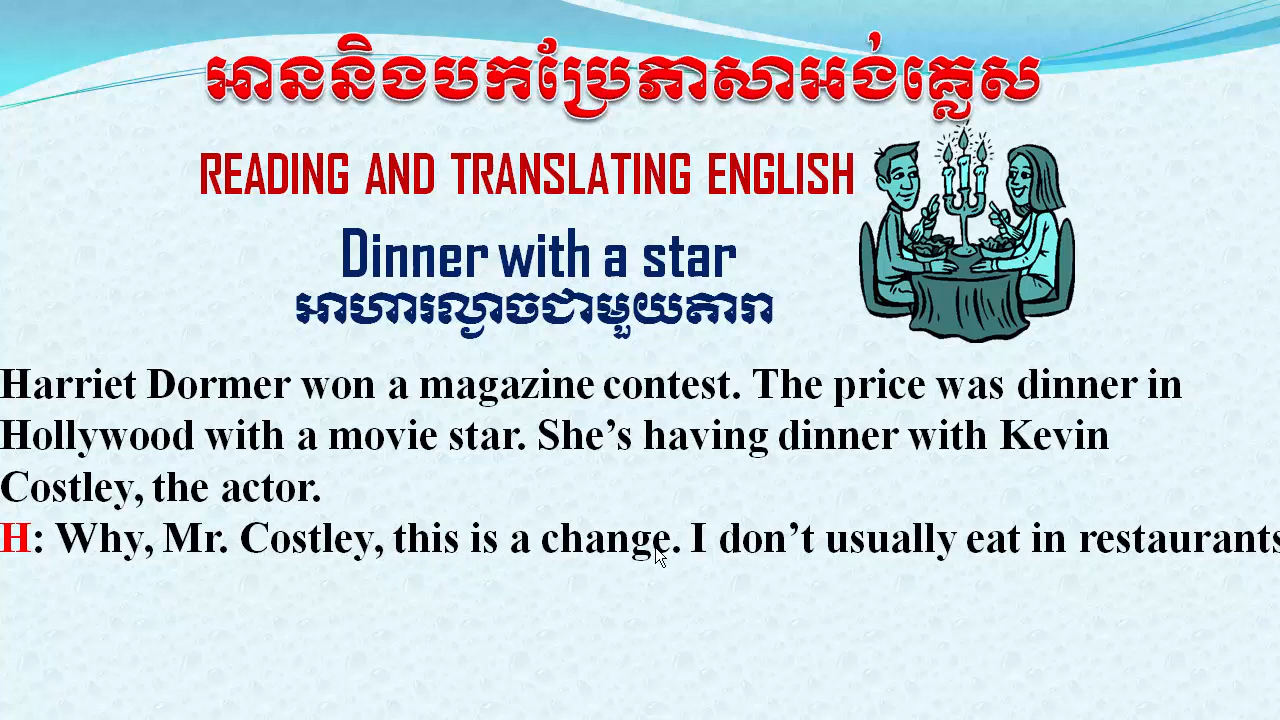 អាននិងបកប្រែភាសាអង់គ្លេស
READING AND TRANSLATING ENGLISH
Dinner with a star
អាហារល្ងាចជាមួយតារា
Harriet Dormer won a magazine contest. The price was dinner in
Hollywood with a movie star. She’s having dinner with Kevin
Costley, the actor.
H: Why, Mr. Costley, this is a change. I don’t usually eat in restaurants